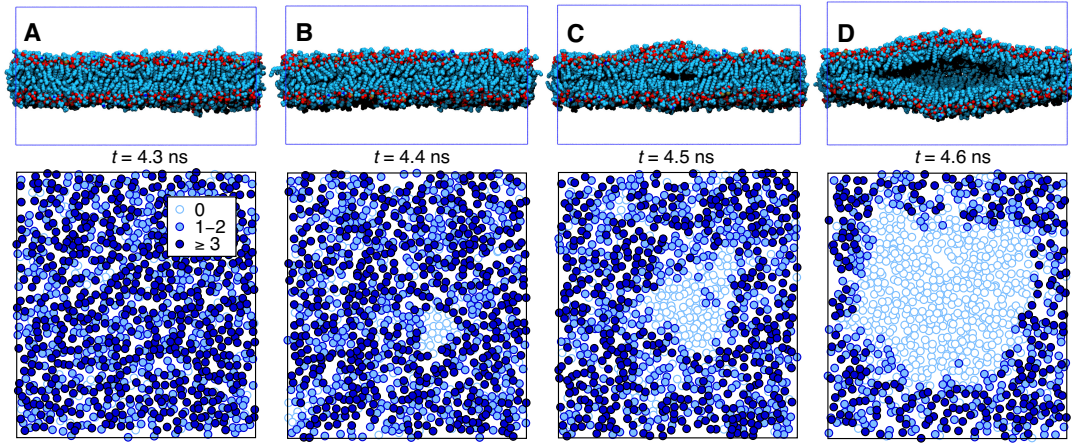 A
B
C
D
t = 4.3 ns
t = 4.4 ns
t = 4.5 ns
t = 4.6 ns
0
1–2
≥ 3